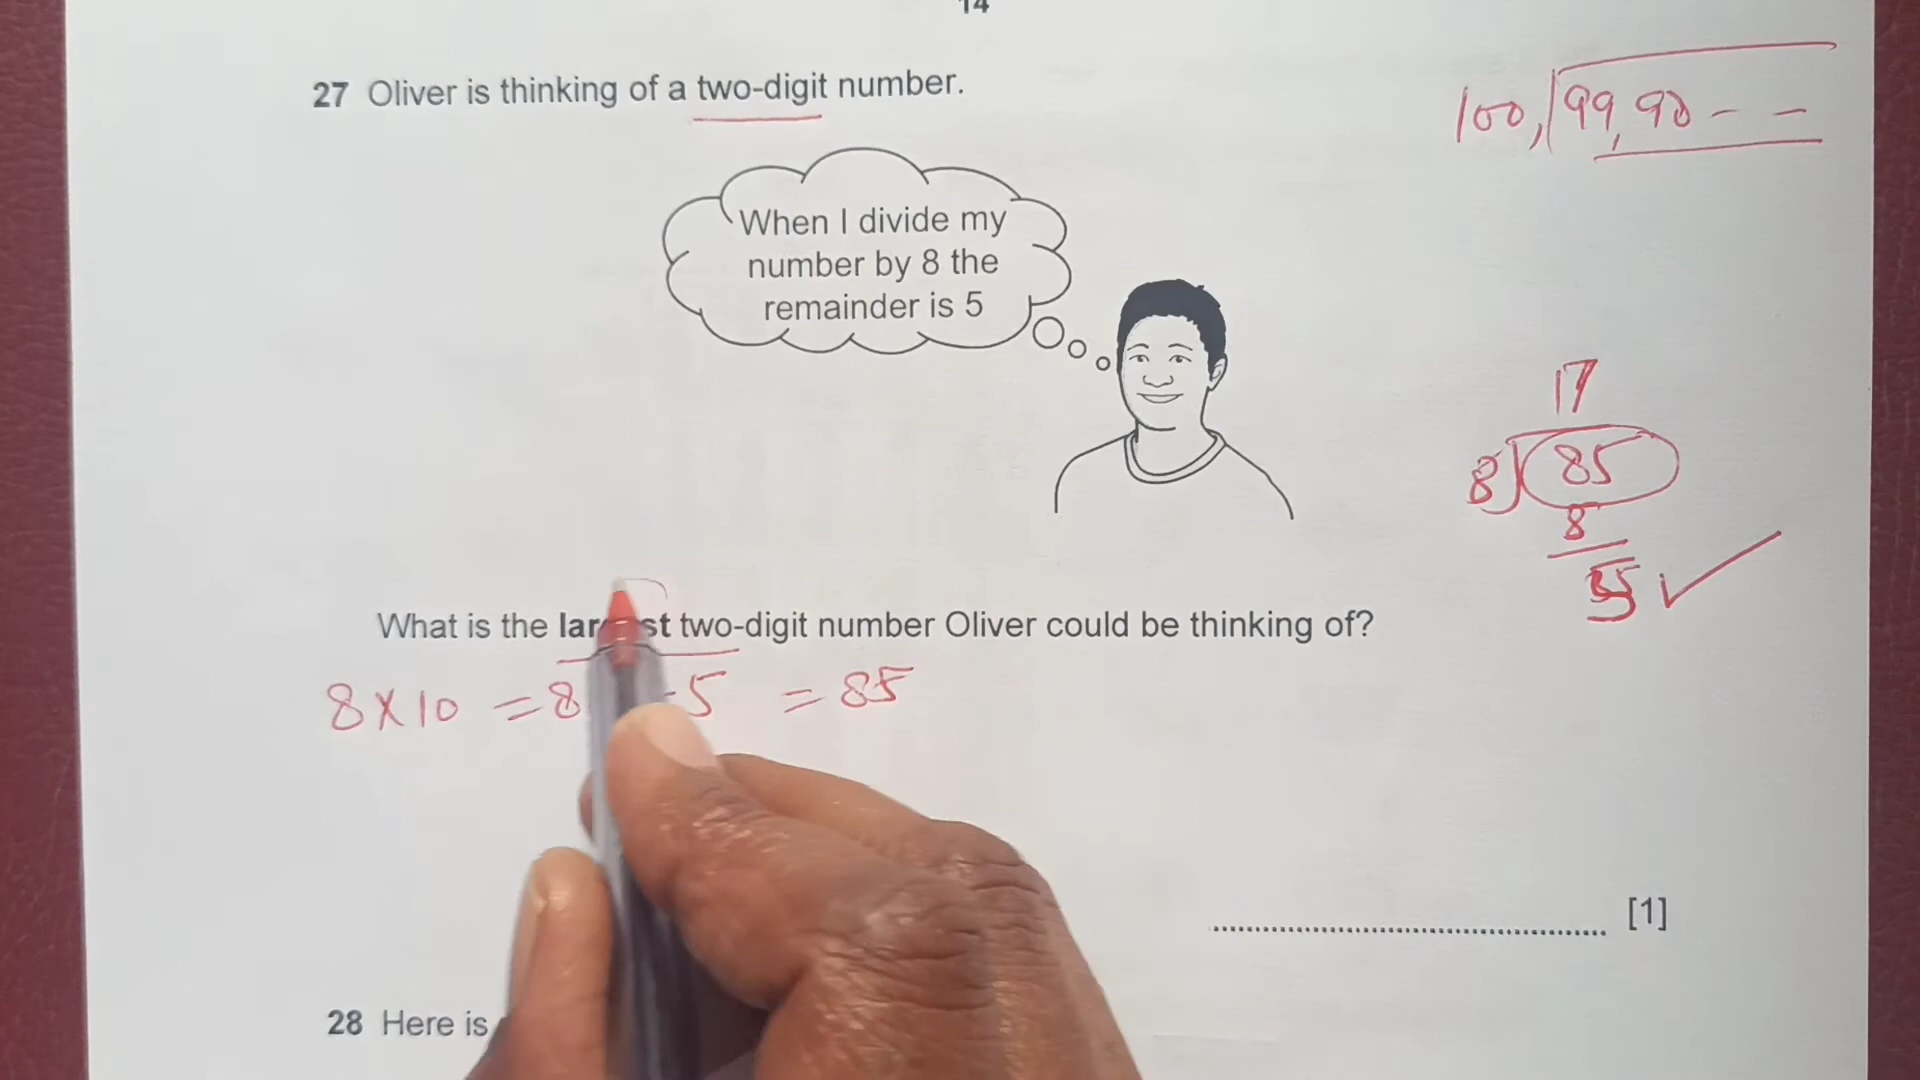 14
27 Oliver is thinking of a two-digit number.
100, 99, 98 - -
When I divide my
number by 8 the
remainder is 5
17
8 85
8
5
What is the two-digit number Oliver could be thinking of?
8 × 10 = 8 5 = 85
[1]
28 Here is